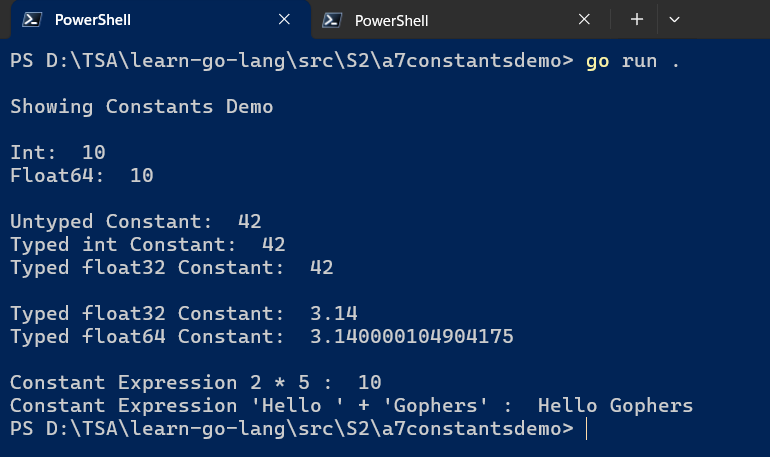 PowerShell
PowerShell
PS D:\TSA\learn-go-lang\src\S2\a7constantsdemo> go run .
Showing Constants Demo
Int:  10
Float64:  10
Untyped Constant:  42
Typed int Constant:  42
Typed float32 Constant:  42
Typed float32 Constant:  3.14
Typed float64 Constant:  3.140000104904175
Constant Expression 2 * 5 :  10
Constant Expression 'Hello ' + 'Gophers' :  Hello Gophers
PS D:\TSA\learn-go-lang\src\S2\a7constantsdemo>